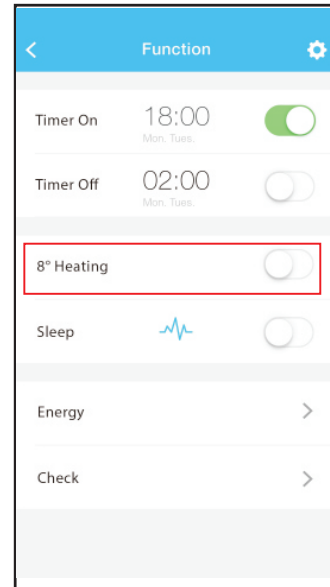 Function
Timer On 18:00
Mon. Tues.
Timer Off 02:00
Mon. Tues.
8° Heating
Sleep
Energy
Check